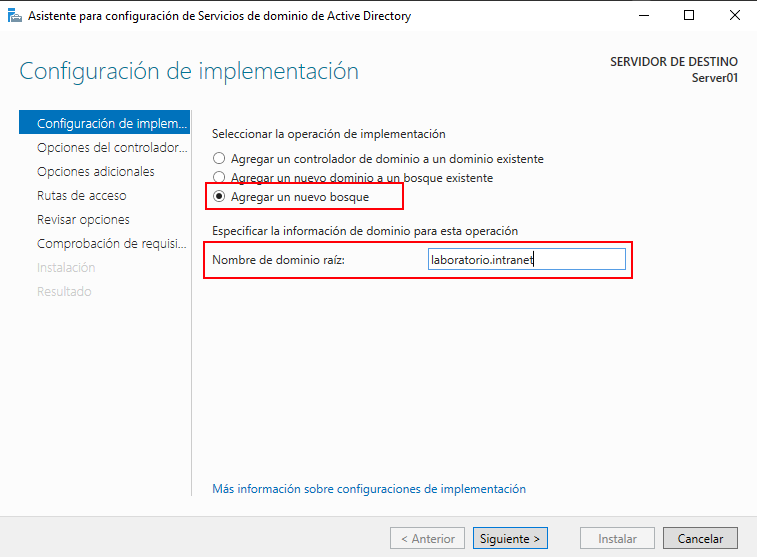 Asistente para configuración de Servicios de dominio de Active Directory
Configuración de implementación
SERVIDOR DE DESTINO
Server01
Configuración de implem...
Opciones del controlador...
Opciones adicionales
Rutas de acceso
Revisar opciones
Comprobación de requisi...
Instalación
Resultado
Seleccionar la operación de implementación
Agregar un controlador de dominio a un dominio existente
Agregar un nuevo dominio a un bosque existente
Agregar un nuevo bosque
Especificar la información de dominio para esta operación
Nombre de dominio raíz: laboratorio.intranet
Más información sobre configuraciones de implementación
< Anterior Siguiente > Instalar Cancelar